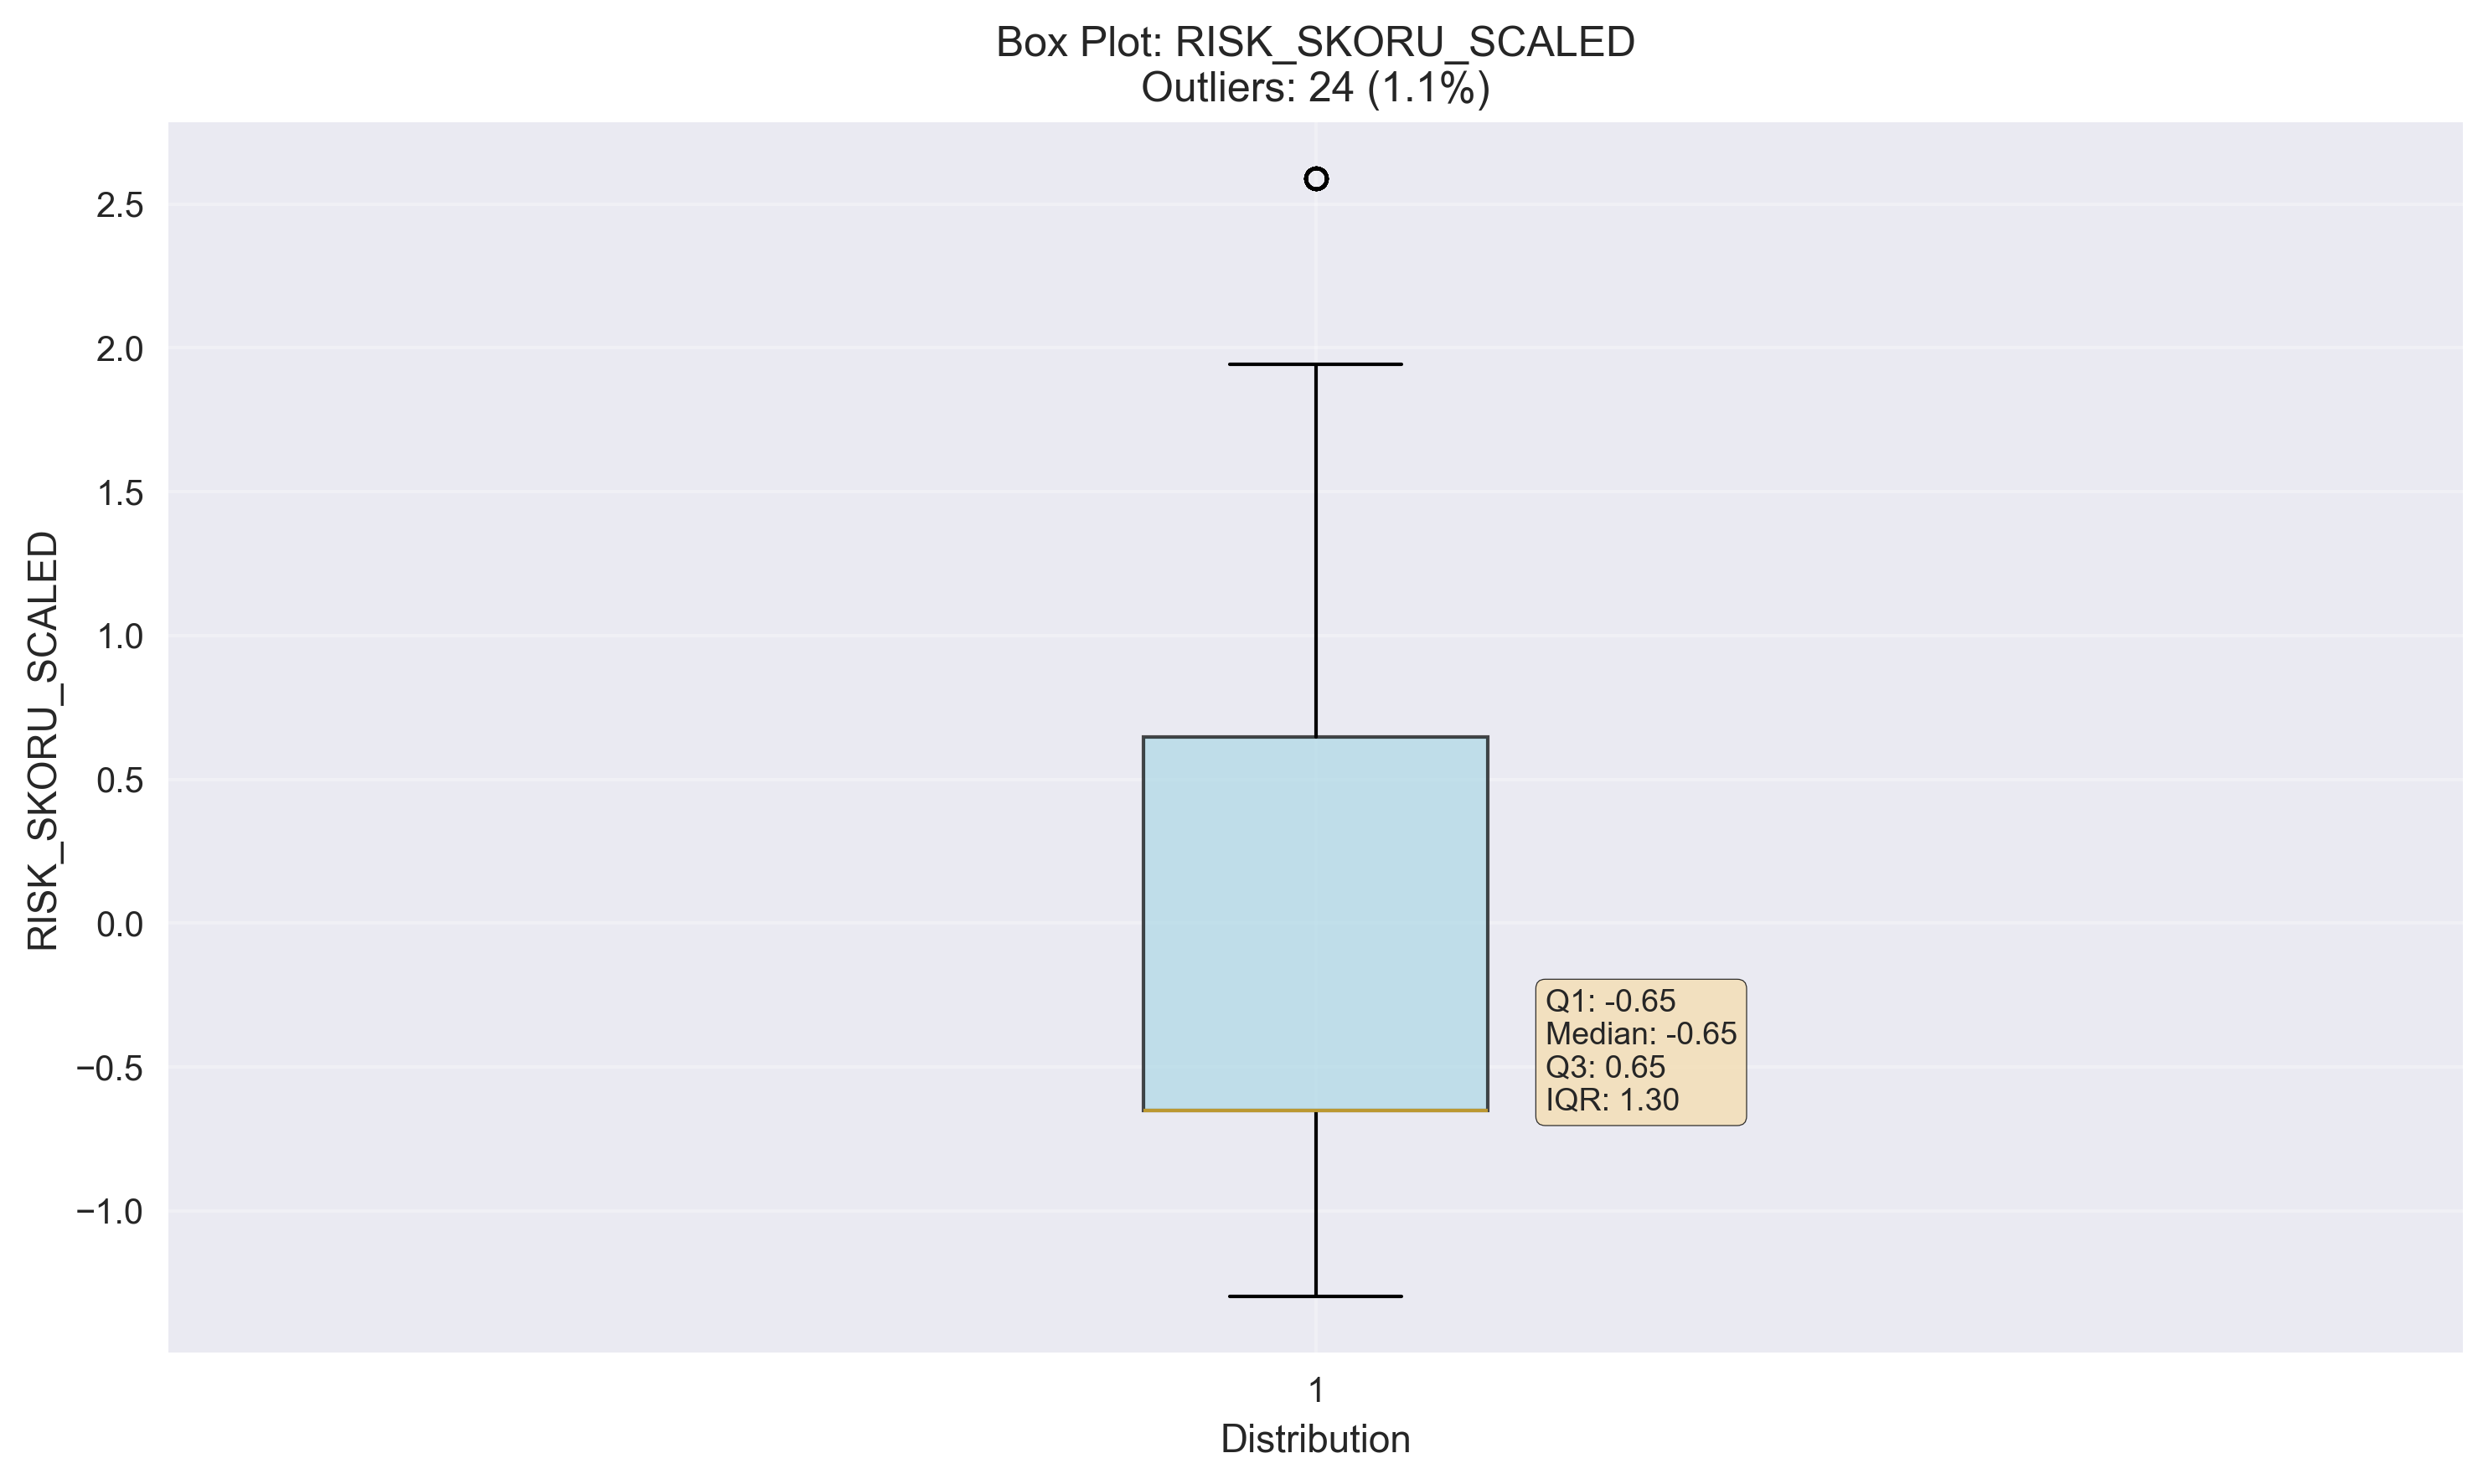 Box Plot: RISK_SKORU_SCALED
Outliers: 24 (1.1%)
RISK_SKORU_SCALED
2.5
2.0
1.5
1.0
0.5
0.0
−0.5
−1.0
Q1: -0.65
Median: -0.65
Q3: 0.65
IQR: 1.30
1
Distribution